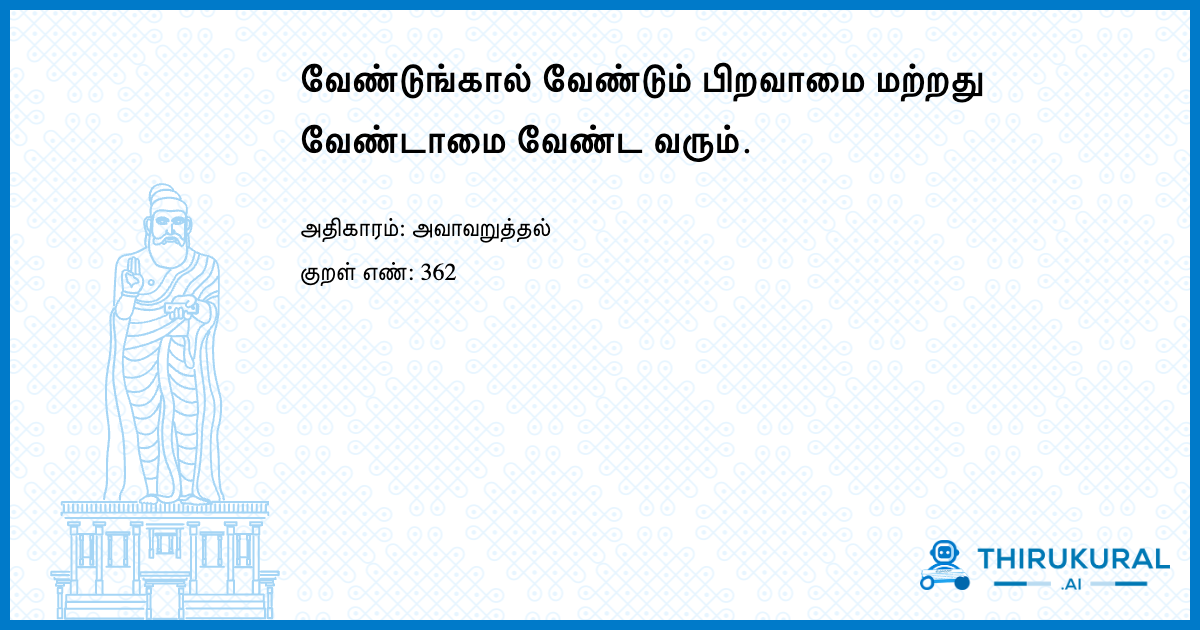 வேண்டுங்கால் வேண்டும் பிறவாமை மற்றது
வேண்டாமை வேண்ட வரும்.
அதிகாரம்: அவாவறுத்தல்
குறள் எண்: 362
THIRUKURAL
.AI